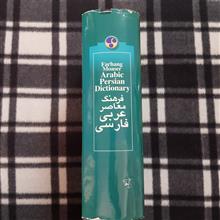 Farhang
Moaser
Arabic
Persian
Dictionary
فرهنگ
معاصر
عربی
فارسی